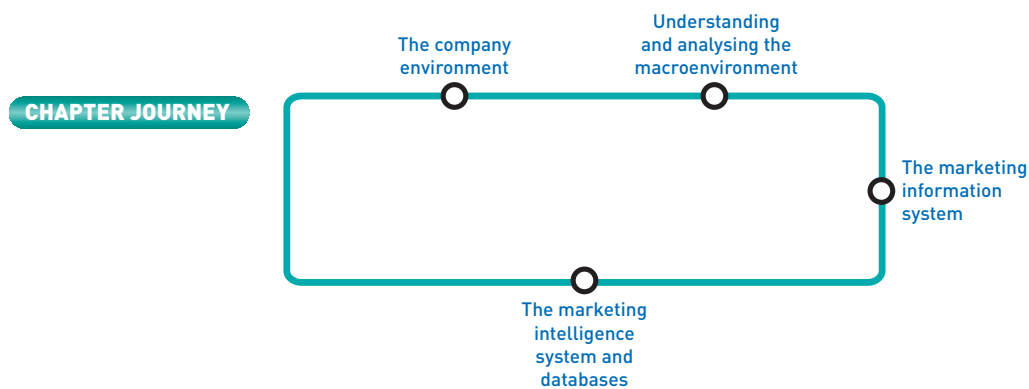 CHAPTER JOURNEY
The company
environment
Understanding
and analysing the
macroenvironment
The marketing
information
system
The marketing
intelligence
system and
databases